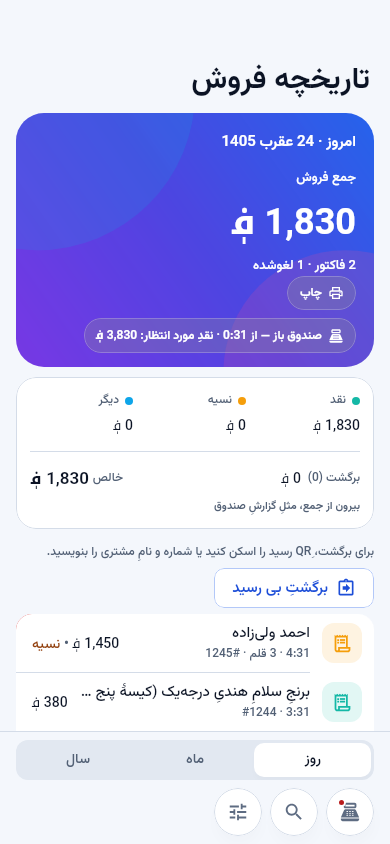 تاریخچه فروش
امروز · 24 عقرب 1405
جمع فروش
1,830 ؋
2 فاکتور · 1 لغوشده
چاپ
صندوق باز — از 0:31 · نقدِ مورد انتظار: 3,830 ؋
نقد
1,830 ؋
نسیه
0 ؋
دیگر
0 ؋
برگشت (0) 0 ؋
خالص 1,830 ؋
بیرون از جمع، مثلِ گزارشِ صندوق
برای برگشت، QR رسید را اسکن کنید یا شماره و نامِ مشتری را بنویسید.
برگشتِ بی رسید
احمد ولی‌زاده
4:31 · 3 قلم · #1245
1,450 ؋ • نسیه
برنجِ سلامِ هندیِ درجه‌یک (کیسهٔ پنج ...
3:31 · #1244
380 ؋
روز
ماه
سال